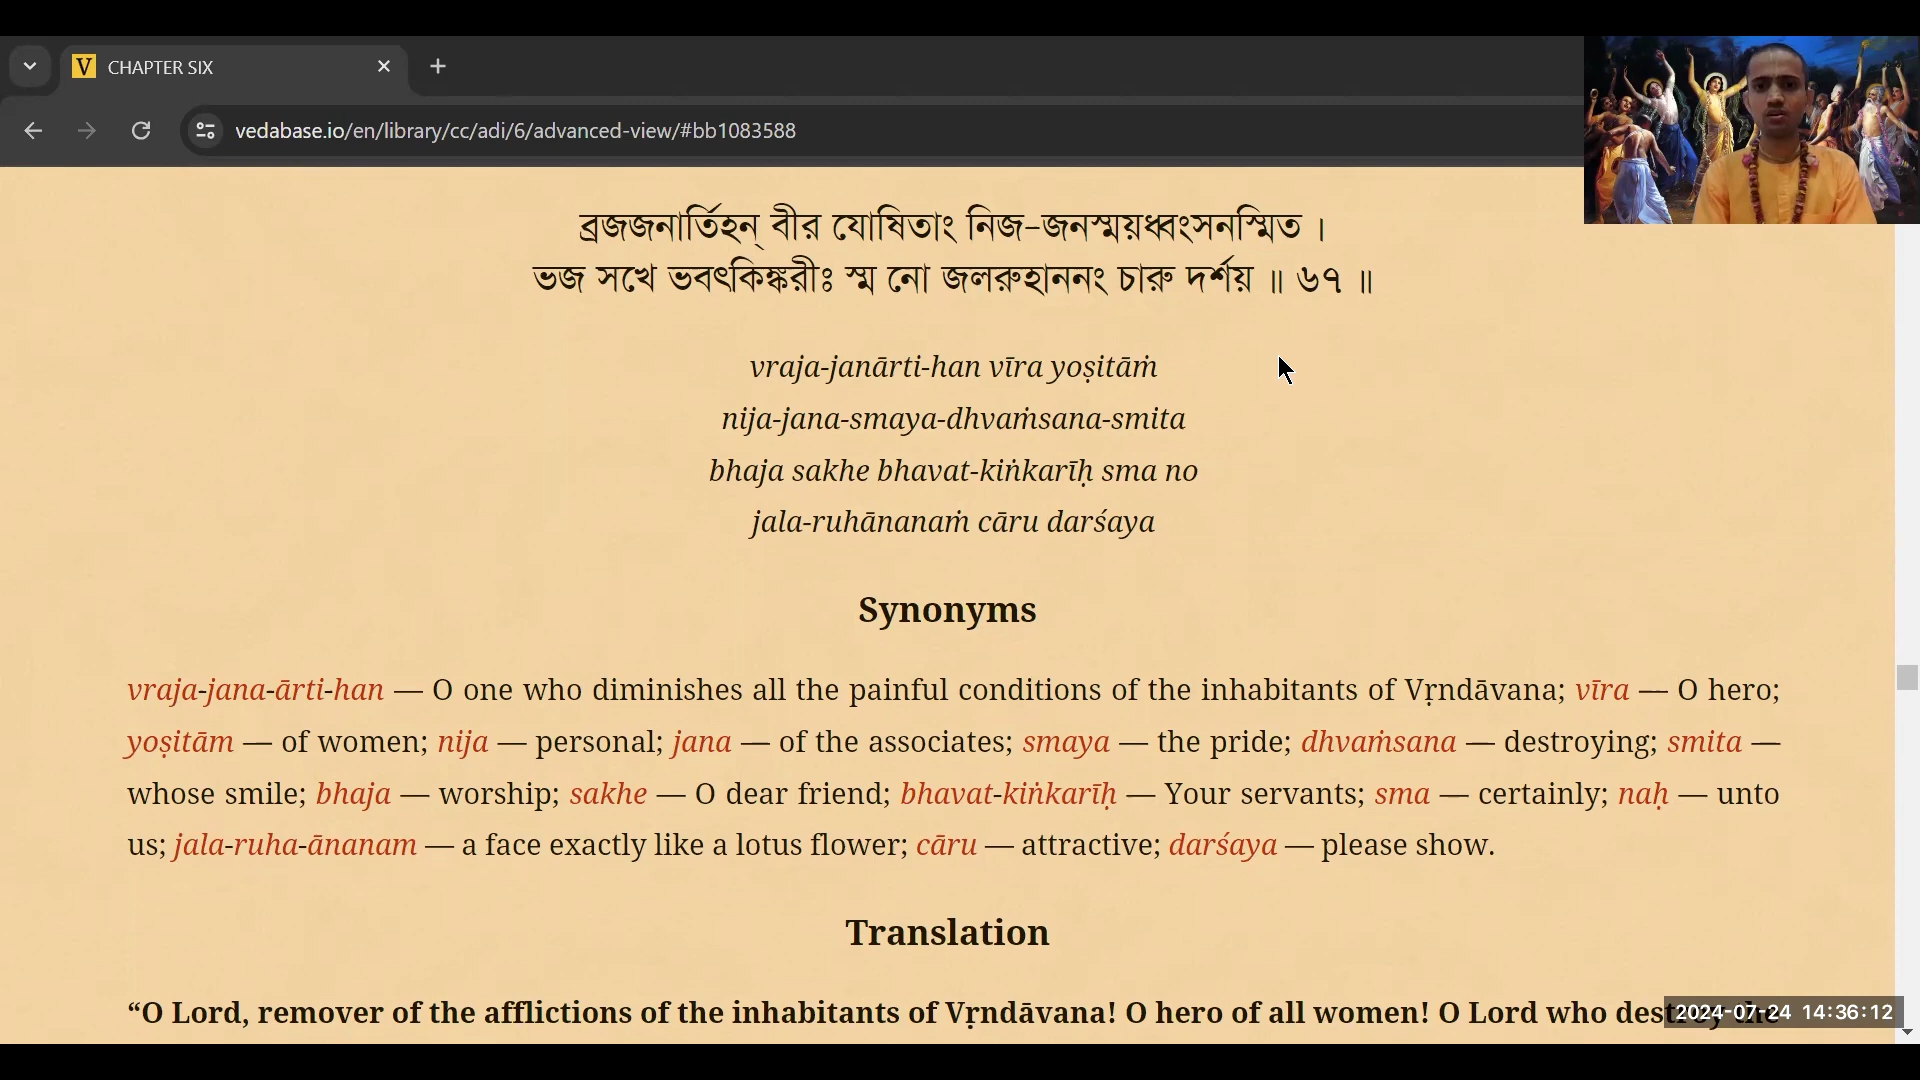 CHAPTER SIX
vedabase.io/en/library/cc/adi/6/advanced-view/#bb1083588
ব্রজজনার্তিহন্ বীর যোষিতাং নিজ-জনস্ময়ধ্বংসনস্মিত ।
ভজ সখে ভবৎকিঙ্করীঃ স্ম নো জলরুহাননং চারু দর্শয় ॥ ৬৭ ॥
vraja-janārti-han vīra yoṣitāṁ
nija-jana-smaya-dhvaṁsana-smita
bhaja sakhe bhavat-kiṅkarīḥ sma no
jala-ruhānanaṁ cāru darśaya
Synonyms
vraja-jana-ārti-han — O one who diminishes all the painful conditions of the inhabitants of Vṛndāvana; vīra — O hero;
yoṣitām — of women; nija — personal; jana — of the associates; smaya — the pride; dhvaṁsana — destroying; smita —
whose smile; bhaja — worship; sakhe — O dear friend; bhavat-kiṅkarīḥ — Your servants; sma — certainly; naḥ — unto
us; jala-ruha-ānanam — a face exactly like a lotus flower; cāru — attractive; darśaya — please show.
Translation
“O Lord, remover of the afflictions of the inhabitants of Vṛndāvana! O hero of all women! O Lord who destroy the
2024-07-24 14:36:12